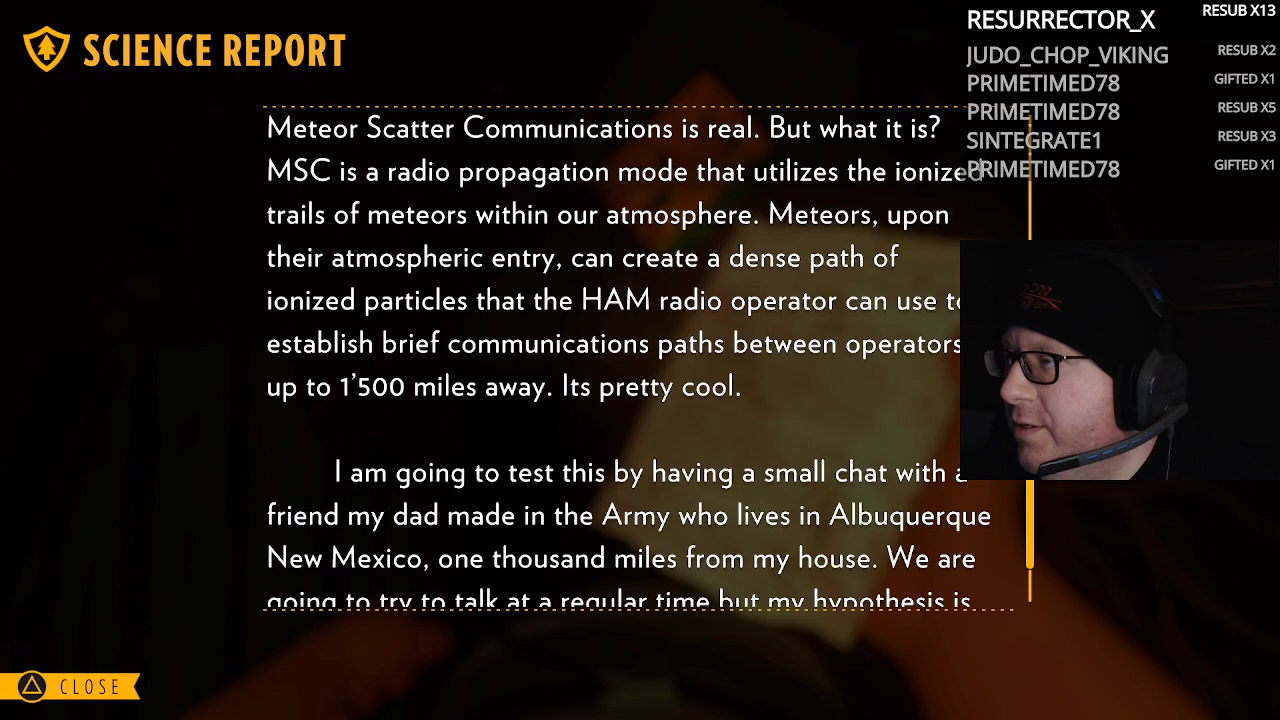 SCIENCE REPORT
Meteor Scatter Communications is real. But what it is?
MSC is a radio propagation mode that utilizes the ionized
trails of meteors within our atmosphere. Meteors, upon
their atmospheric entry, can create a dense path of
ionized particles that the HAM radio operator can use to
establish brief communications paths between operators
up to 1'500 miles away. Its pretty cool.
I am going to test this by having a small chat with a
friend my dad made in the Army who lives in Albuquerque
New Mexico, one thousand miles from my house. We are
going to try to talk at a regular time but my hypothesis is
CLOSE
RESURRECTOR_X RESUB X13
JUDO_CHOP_VIKING RESUB X2
PRIMETIMED78 GIFTED X1
PRIMETIMED78 RESUB X5
SINTEGRATE1 RESUB X3
PRIMETIMED78 GIFTED X1